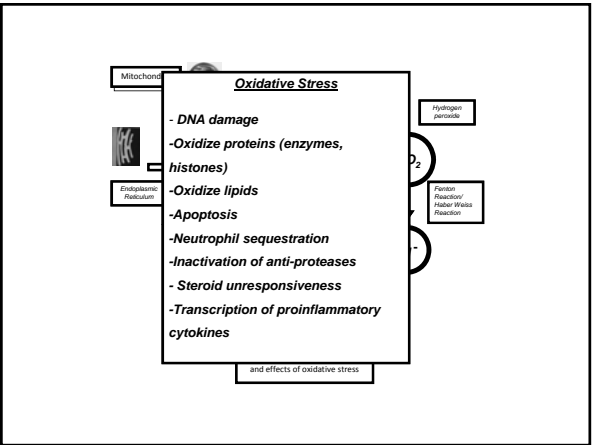 Mitochond
Oxidative Stress
- DNA damage
-Oxidize proteins (enzymes,
histones)
-Oxidize lipids
-Apoptosis
-Neutrophil sequestration
-Inactivation of anti-proteases
- Steroid unresponsiveness
-Transcription of proinflammatory
cytokines
Hydrogen
peroxide
Endoplasmic
Reticulum
Fenton
Reaction/
Haber Weiss
Reaction
and effects of oxidative stress